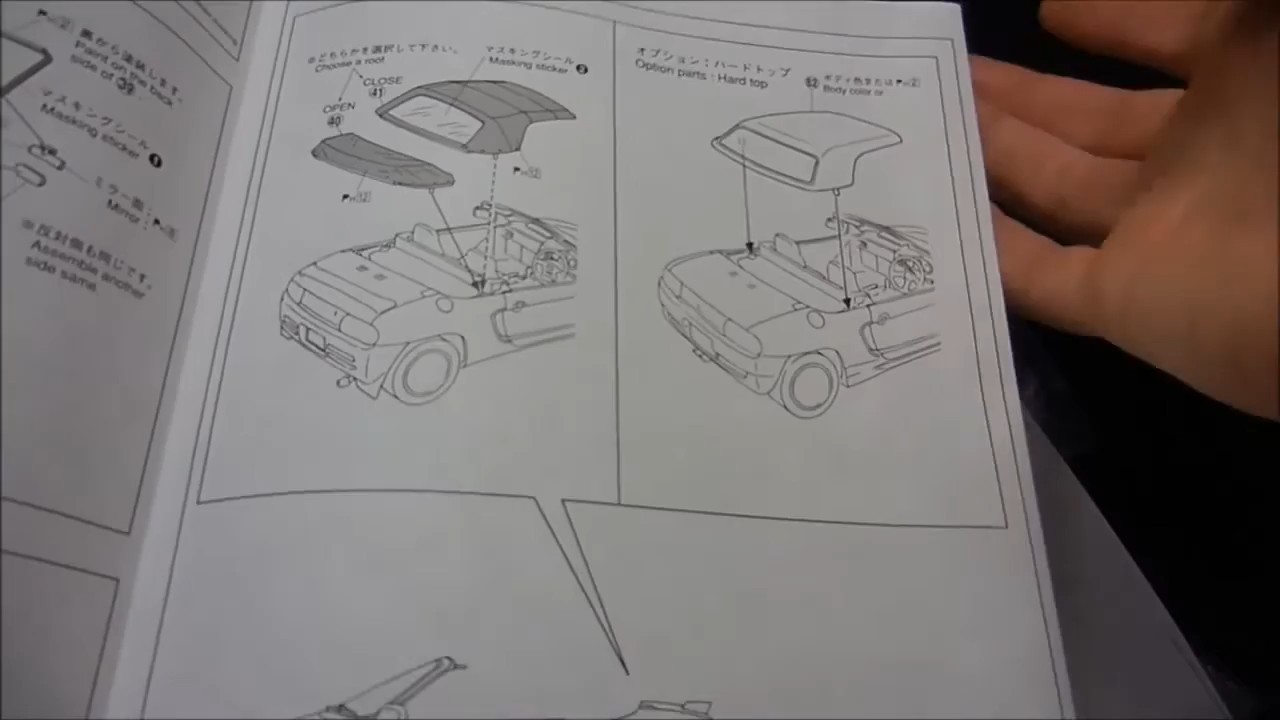 裏から塗装します。
Paint on the back
side of 39
マスキングシール
Masking sticker 1
ミラー面：
Mirror :
※反対側も同じです。
Assemble another
side same.
※どちらかを選択して下さい。
Choose a roof
CLOSE
41
OPEN
40
マスキングシール
Masking sticker 2
オプション：ハードトップ
Option parts : Hard top
ボディ色または
Body color or